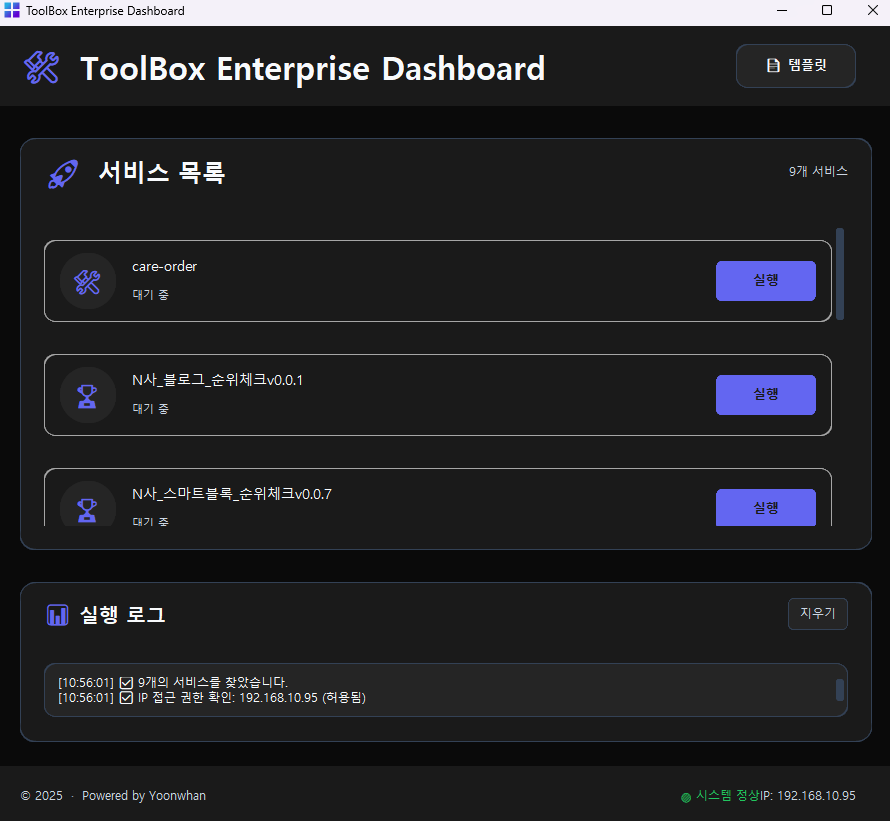 ToolBox Enterprise Dashboard
ToolBox Enterprise Dashboard
템플릿
서비스 목록
9개 서비스
care-order
대기 중
실행
N사_블로그_순위체크v0.0.1
대기 중
실행
N사_스마트블록_순위체크v0.0.7
대기 중
실행
실행 로그
지우기
[10:56:01] ☑ 9개의 서비스를 찾았습니다.
[10:56:01] ☑ IP 접근 권한 확인: 192.168.10.95 (허용됨)
© 2025 · Powered by Yoonwhan
시스템 정상IP: 192.168.10.95